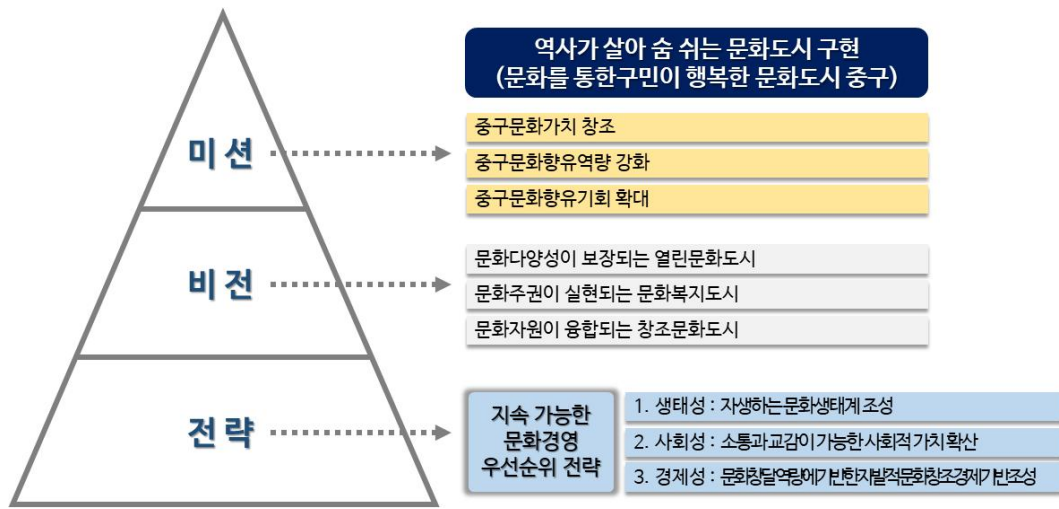 역사가 살아 숨 쉬는 문화도시 구현
(문화를 통한구민이 행복한 문화도시 중구)
미 션
중구문화가치 창조
중구문화향유역량 강화
중구문화향유기회 확대
비 전
문화다양성이 보장되는 열린문화도시
문화주권이 실현되는 문화복지도시
문화자원이 융합되는 창조문화도시
전 략
지속 가능한
문화경영
우선순위 전략
1. 생태성 : 자생하는 문화생태계 조성
2. 사회성 : 소통과 교감이 가능한 사회적 가치 확산
3. 경제성 : 문화창달역량에 기반한 자발적 문화창조경제 기반 조성